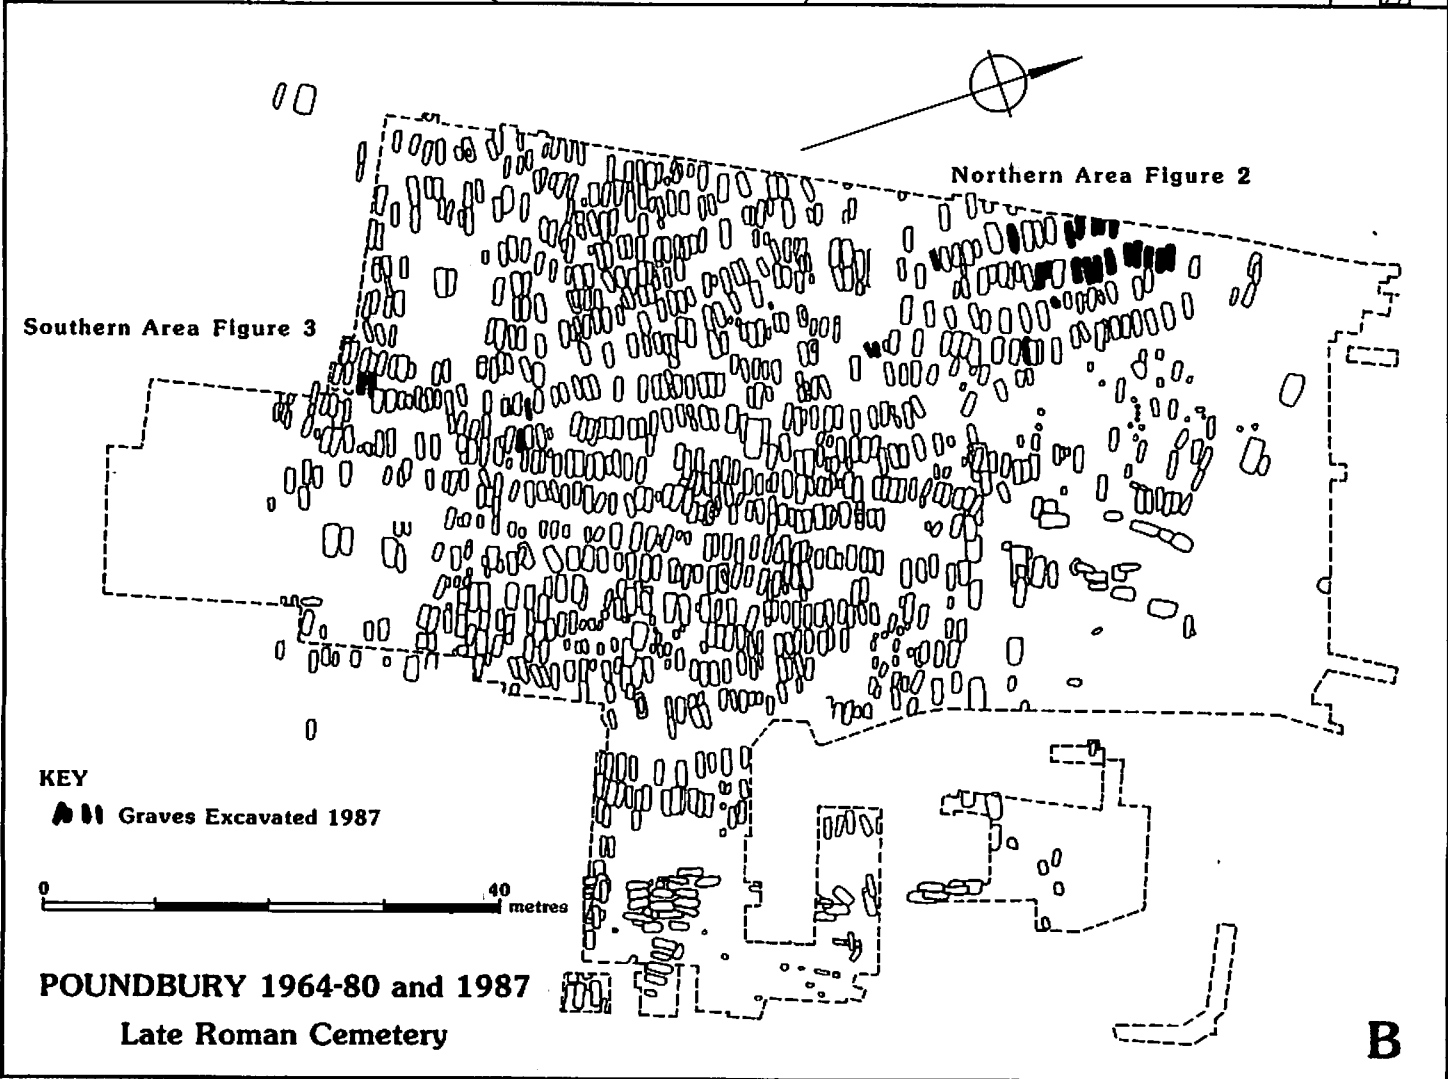 Northern Area Figure 2
Southern Area Figure 3
KEY
Graves Excavated 1987
0 40 metres
POUNDBURY 1964-80 and 1987
Late Roman Cemetery
B